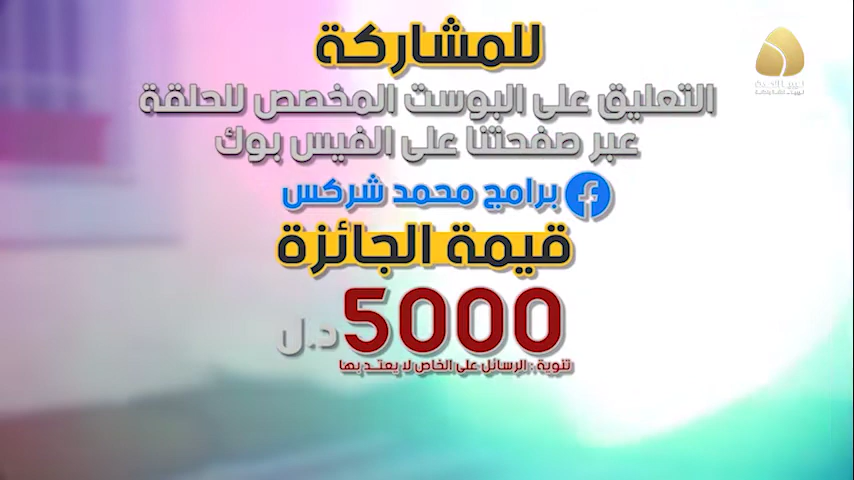 للمشاركة
التعليق على البوست المخصص للحلقة
عبر صفحتنا على الفيس بوك
برامج محمد شركس
قيمة الجائزة
5000 د.ل
تنوية : الرسائل على الخاص لا يعتد بها